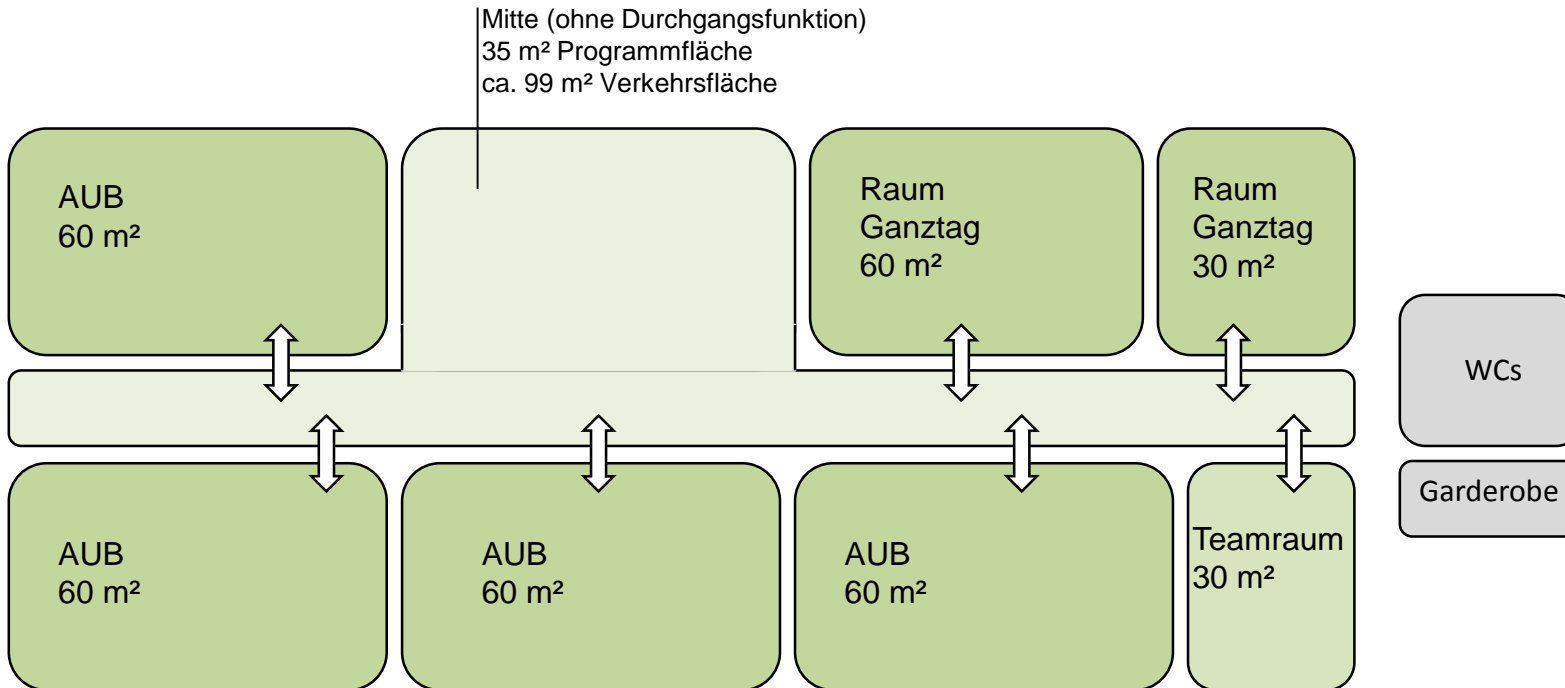 Mitte (ohne Durchgangsfunktion)
35 m² Programmfläche
ca. 99 m² Verkehrsfläche
AUB
60 m²
Raum
Ganztag
60 m²
Raum
Ganztag
30 m²
WCs
Garderobe
AUB
60 m²
AUB
60 m²
AUB
60 m²
Teamraum
30 m²